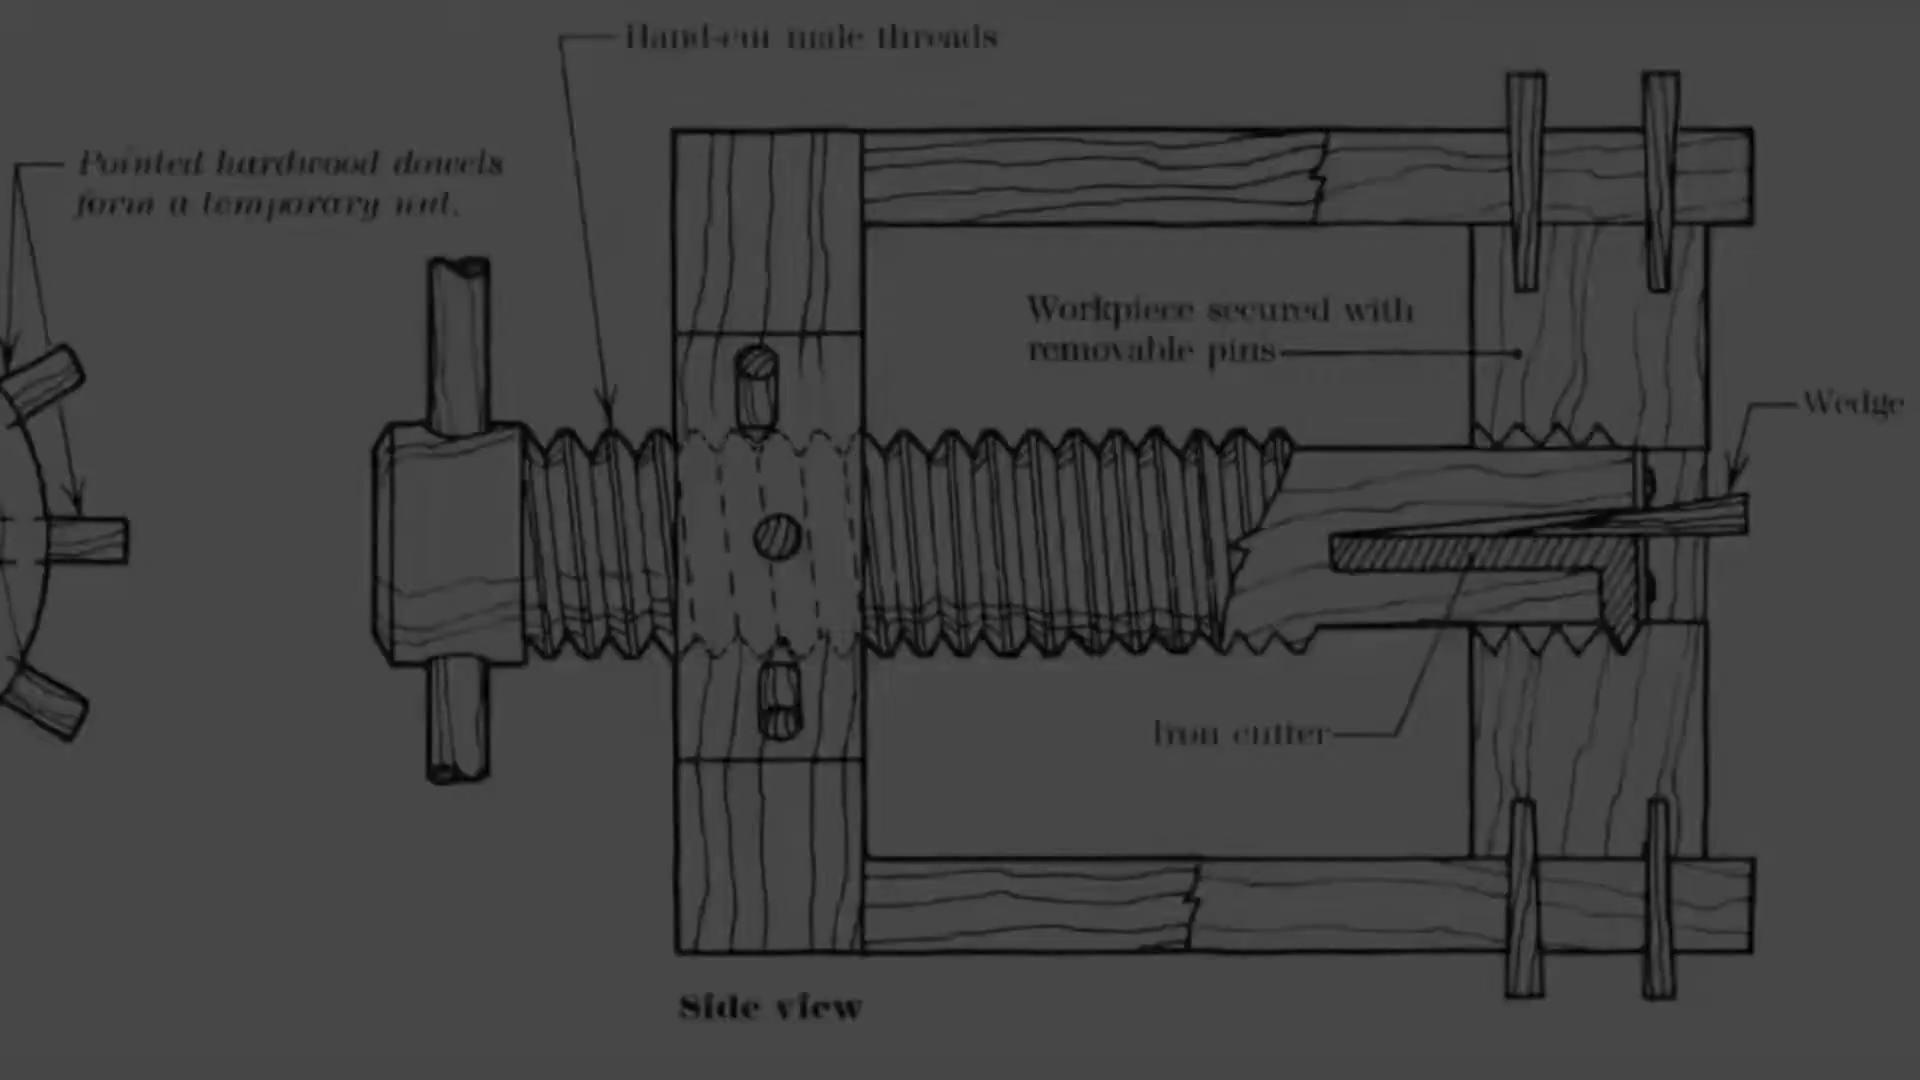 Hand-cut male threads
Pointed hardwood dowels
form a temporary nut.
Workpiece secured with
removable pins
Wedge
Iron cutter
Side view